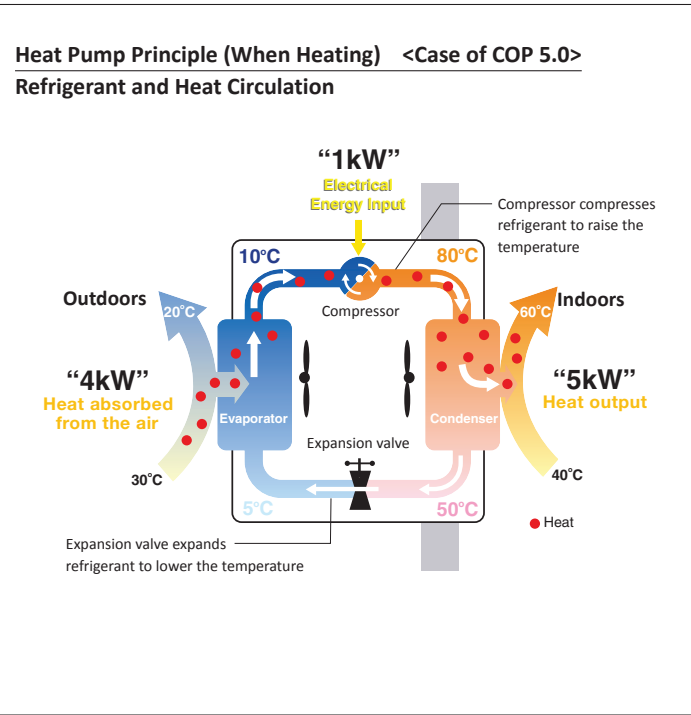 Heat Pump Principle (When Heating) <Case of COP 5.0>
Refrigerant and Heat Circulation
“1kW”
Electrical
Energy Input
Compressor compresses
refrigerant to raise the
temperature
10°C
80°C
Compressor
Outdoors
20°C
Indoors
60°C
“4kW”
Heat absorbed
from the air
“5kW”
Heat output
Evaporator
Condenser
Expansion valve
30°C
40°C
5°C
50°C
Heat
Expansion valve expands
refrigerant to lower the temperature